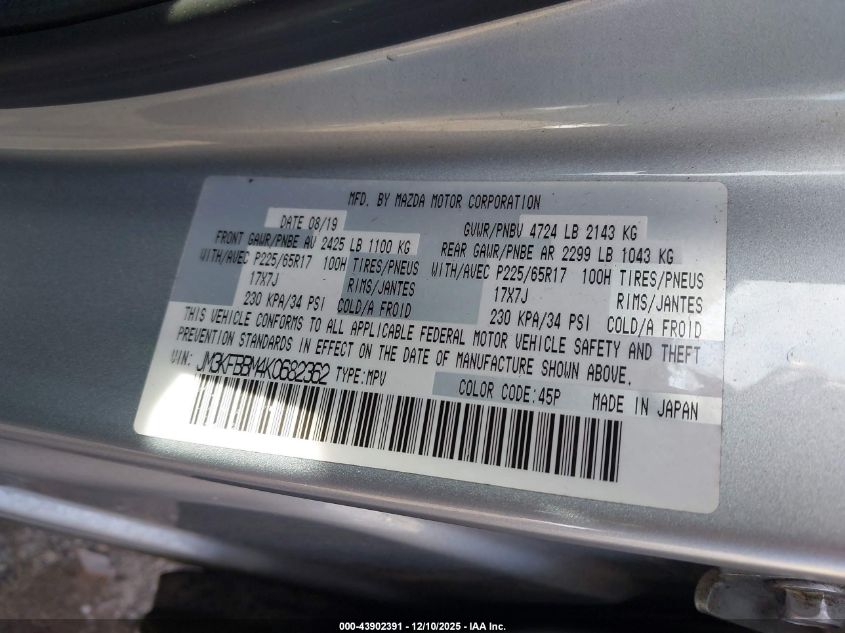 MFD. BY MAZDA MOTOR CORPORATION
DATE 08/19 GVWR/PNBV 4724 LB 2143 KG
FRONT GAWR/PNBE AV 2425 LB 1100 KG REAR GAWR/PNBE AR 2299 LB 1043 KG
WITH/AVEC P225/65R17 100H TIRES/PNEUS WITH/AVEC P225/65R17 100H TIRES/PNEUS
17X7J RIMS/JANTES 17X7J RIMS/JANTES
230 KPA/34 PSI COLD/A FROID 230 KPA/34 PSI COLD/A FROID
THIS VEHICLE CONFORMS TO ALL APPLICABLE FEDERAL MOTOR VEHICLE SAFETY AND THEFT
PREVENTION STANDARDS IN EFFECT ON THE DATE OF MANUFACTURE SHOWN ABOVE.
VIN: JM3KFBBM4K0682362 TYPE:MPV COLOR CODE:45P MADE IN JAPAN
000-43902391 - 12/10/2025 - IAA Inc.